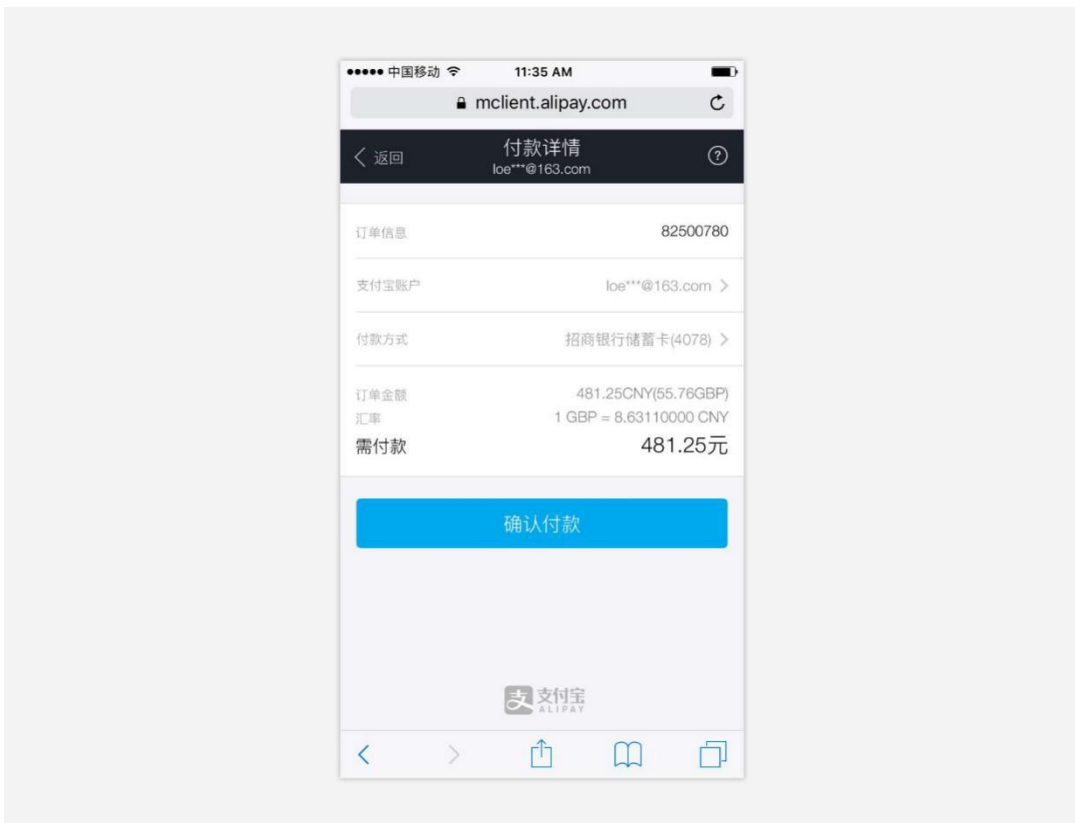 中国移动 11:35 AM
mclient.alipay.com
返回 付款详情
loe***@163.com
订单信息 82500780
支付宝账户 loe***@163.com
付款方式 招商银行储蓄卡(4078)
订单金额 481.25CNY(55.76GBP)
汇率 1 GBP = 8.63110000 CNY
需付款 481.25元
确认付款
支 支付宝
ALIPAY